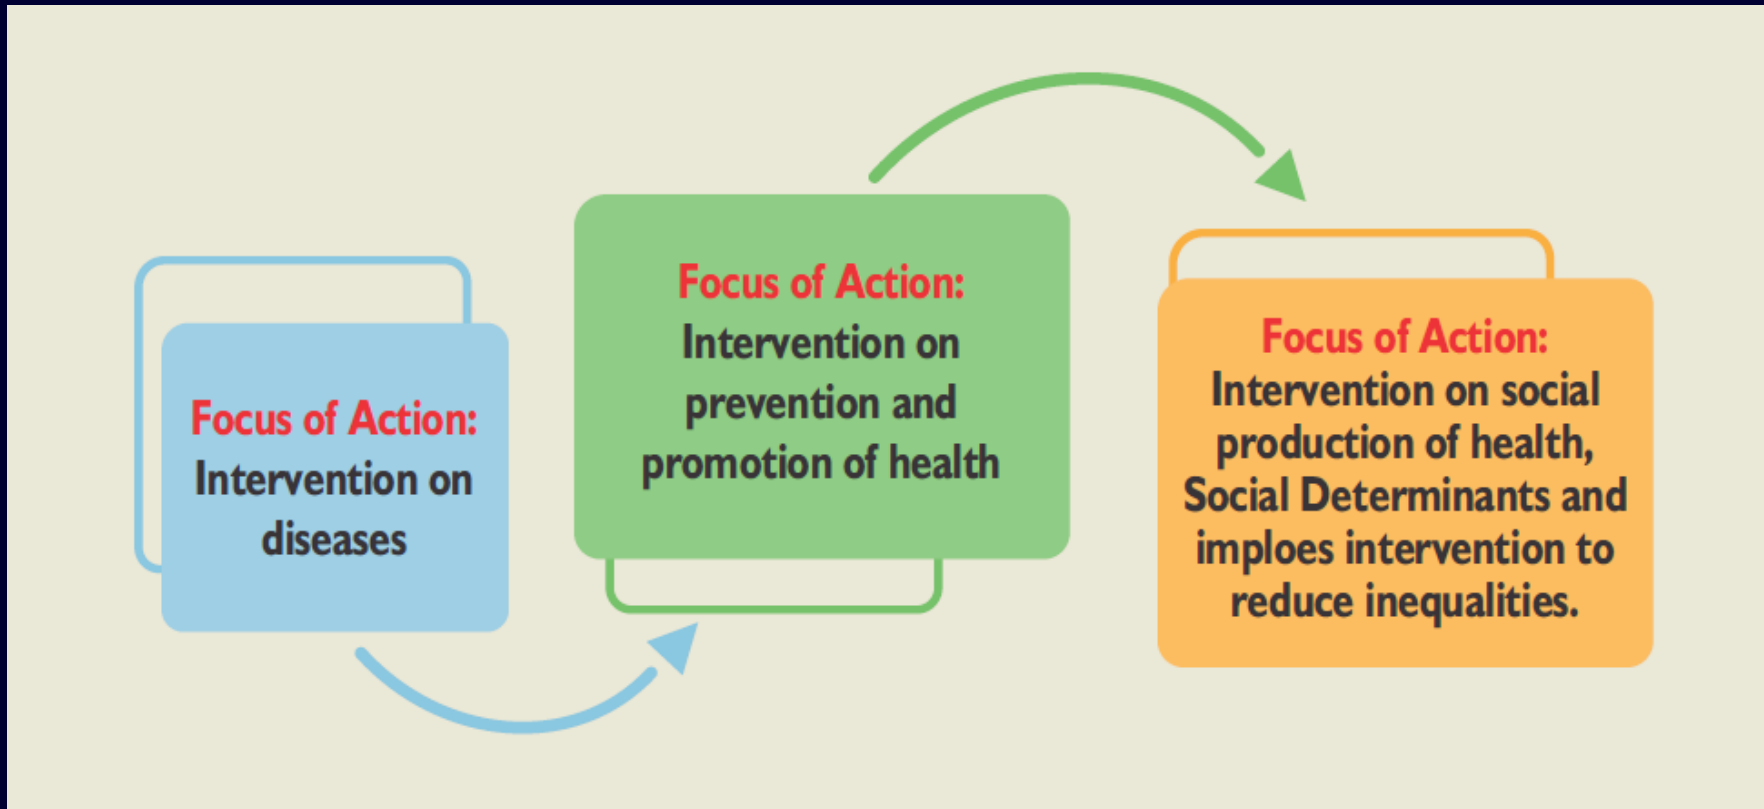 Focus of Action:
Intervention on
diseases
Focus of Action:
Intervention on
prevention and
promotion of health
Focus of Action:
Intervention on social
production of health,
Social Determinants and
imploes intervention to
reduce inequalities.